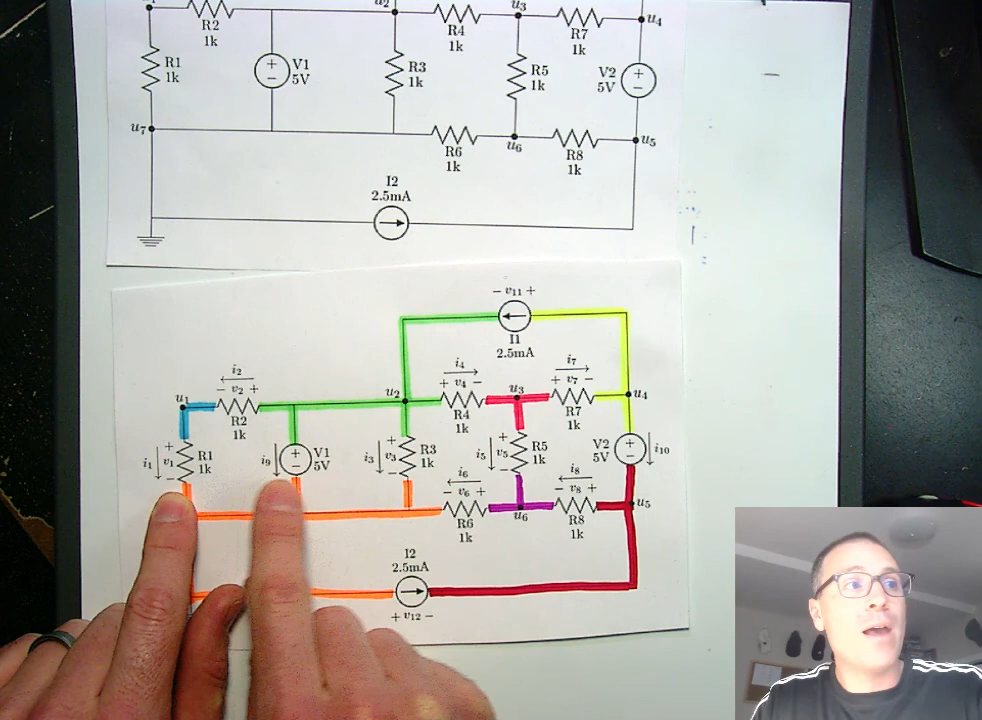 R2
1k
u2
R4
1k
u3
R7
1k
u4
R1
1k
+
−
V1
5V
R3
1k
R5
1k
V2
5V
+
−
u7
R6
1k
u6
R8
1k
u5
I2
2.5mA
− v11 +
I1
2.5mA
i2
− v2 +
R2
1k
u1
u2
i4
+ v4 −
R4
1k
u3
i7
+ v7 −
R7
1k
u4
i1
+
v1
−
R1
1k
i9
+
−
V1
5V
i3
+
v3
−
R3
1k
i5
+
v5
−
R5
1k
V2
5V
+
−
i10
i6
− v6 +
R6
1k
u6
i8
− v8 +
R8
1k
u5
I2
2.5mA
+ v12 −